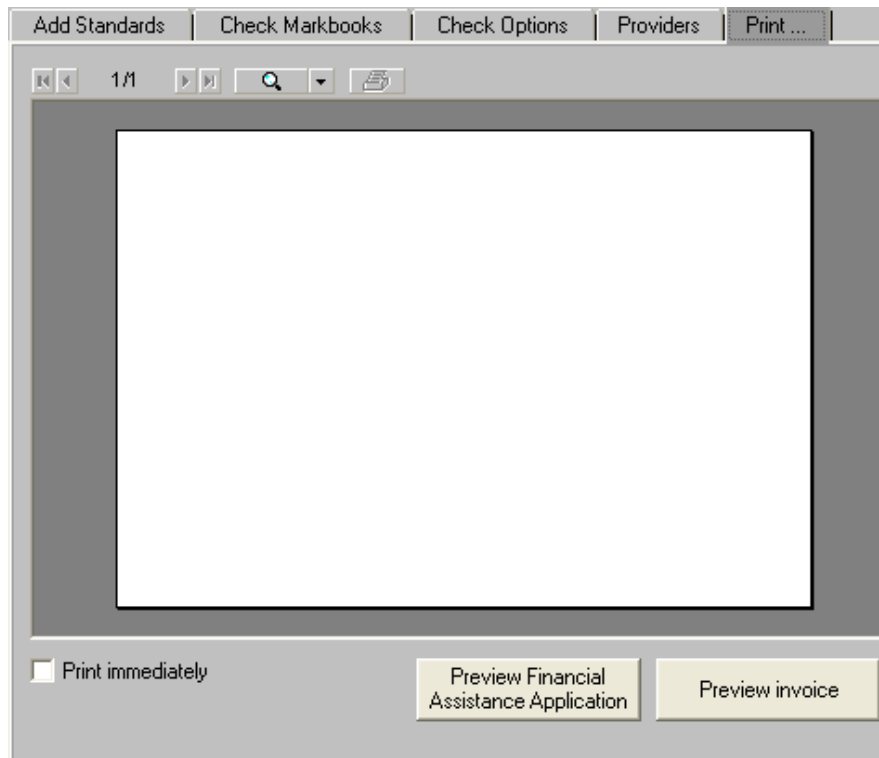 Add Standards Check Markbooks Check Options Providers Print ...
1/1
Print immediately
Preview Financial
Assistance Application
Preview invoice